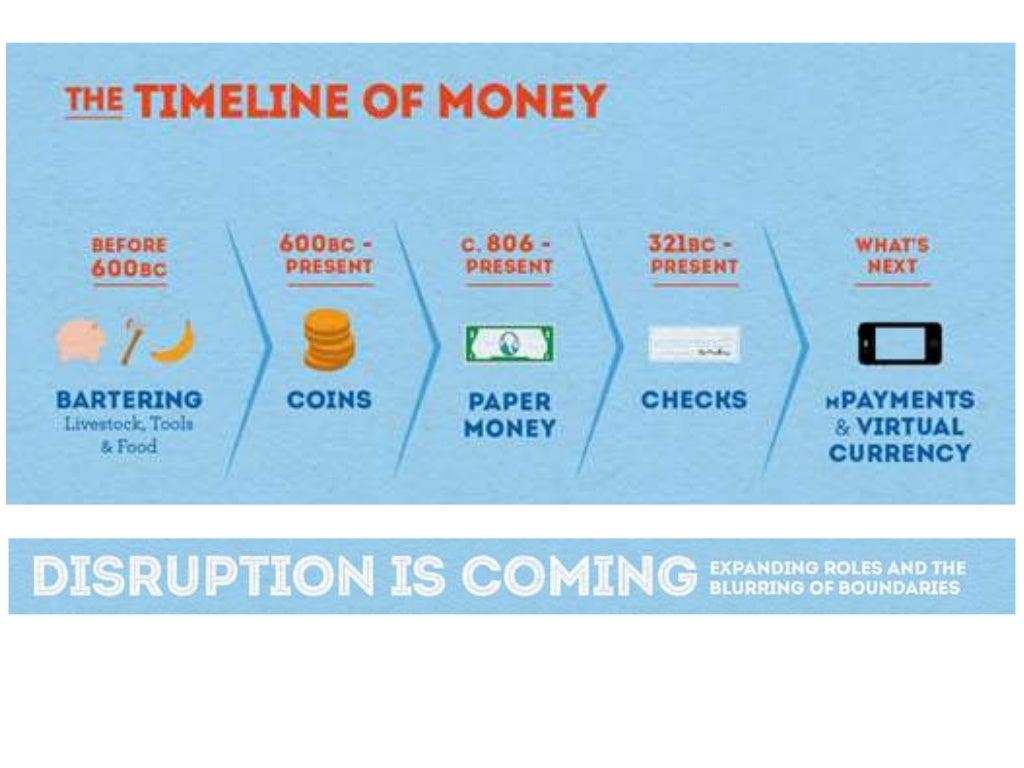 THE TIMELINE OF MONEY
BEFORE
600BC
BARTERING
Livestock, Tools
& Food
600BC -
PRESENT
COINS
C. 806 -
PRESENT
PAPER
MONEY
321BC -
PRESENT
CHECKS
WHAT'S
NEXT
MPAYMENTS
& VIRTUAL
CURRENCY
DISRUPTION IS COMING
EXPANDING ROLES AND THE
BLURRING OF BOUNDARIES